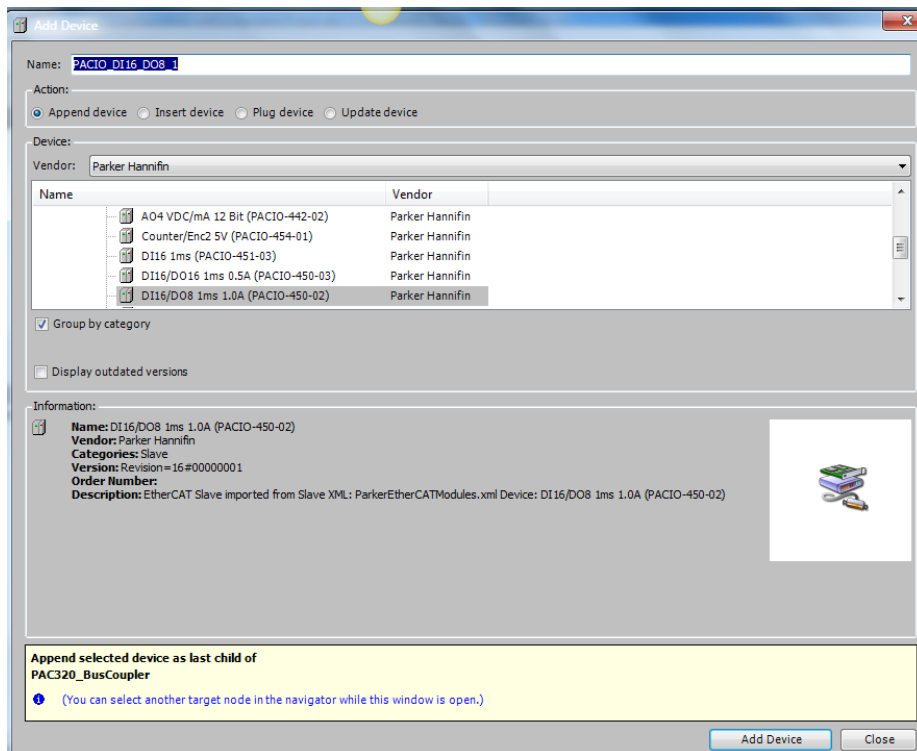 Add Device
Name: PACIO_DI16_DO8_1
Action:
Append device Insert device Plug device Update device
Device:
Vendor: Parker Hannifin
Name Vendor
AO4 VDC/mA 12 Bit (PACIO-442-02) Parker Hannifin
Counter/Enc2 5V (PACIO-454-01) Parker Hannifin
DI16 1ms (PACIO-451-03) Parker Hannifin
DI16/DO16 1ms 0.5A (PACIO-450-03) Parker Hannifin
DI16/DO8 1ms 1.0A (PACIO-450-02) Parker Hannifin
Group by category
Display outdated versions
Information:
Name: DI16/DO8 1ms 1.0A (PACIO-450-02)
Vendor: Parker Hannifin
Categories: Slave
Version: Revision=16#00000001
Order Number:
Description: EtherCAT Slave imported from Slave XML: ParkerEtherCATModules.xml Device: DI16/DO8 1ms 1.0A (PACIO-450-02)
Append selected device as last child of
PAC320_BusCoupler
(You can select another target node in the navigator while this window is open.)
Add Device Close